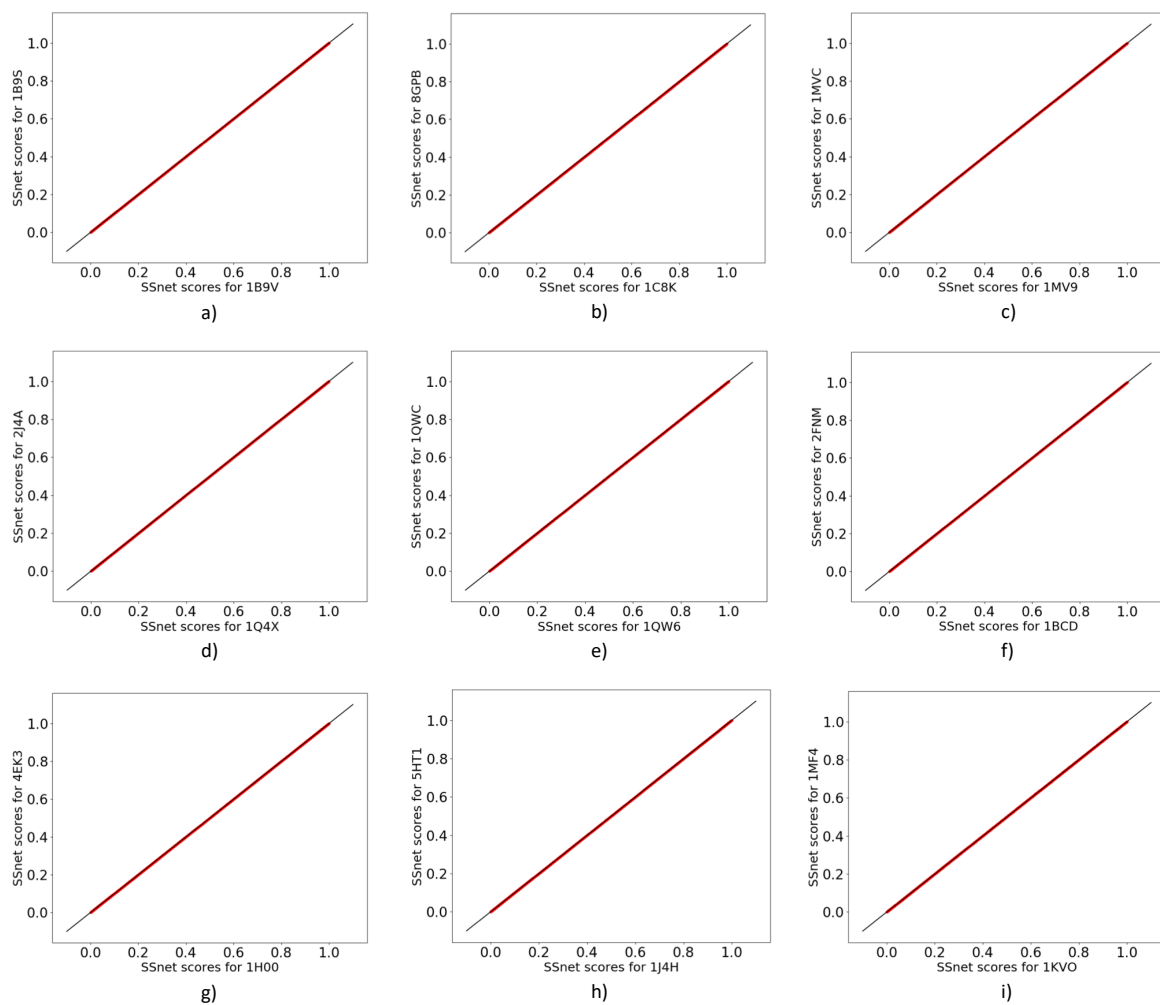 1.0
0.8
0.6
0.4
0.2
0.0
SSnet scores for 1B9S
0.0 0.2 0.4 0.6 0.8 1.0
SSnet scores for 1B9V
a)
1.0
0.8
0.6
0.4
0.2
0.0
SSnet scores for 8GPB
0.0 0.2 0.4 0.6 0.8 1.0
SSnet scores for 1C8K
b)
1.0
0.8
0.6
0.4
0.2
0.0
SSnet scores for 1MVC
0.0 0.2 0.4 0.6 0.8 1.0
SSnet scores for 1MV9
c)
1.0
0.8
0.6
0.4
0.2
0.0
SSnet scores for 2J4A
0.0 0.2 0.4 0.6 0.8 1.0
SSnet scores for 1Q4X
d)
1.0
0.8
0.6
0.4
0.2
0.0
SSnet scores for 1QWC
0.0 0.2 0.4 0.6 0.8 1.0
SSnet scores for 1QW6
e)
1.0
0.8
0.6
0.4
0.2
0.0
SSnet scores for 2FNM
0.0 0.2 0.4 0.6 0.8 1.0
SSnet scores for 1BCD
f)
1.0
0.8
0.6
0.4
0.2
0.0
SSnet scores for 4EK3
0.0 0.2 0.4 0.6 0.8 1.0
SSnet scores for 1H00
g)
1.0
0.8
0.6
0.4
0.2
0.0
SSnet scores for 5HT1
0.0 0.2 0.4 0.6 0.8 1.0
SSnet scores for 1J4H
h)
1.0
0.8
0.6
0.4
0.2
0.0
SSnet scores for 1MF4
0.0 0.2 0.4 0.6 0.8 1.0
SSnet scores for 1KVO
i)